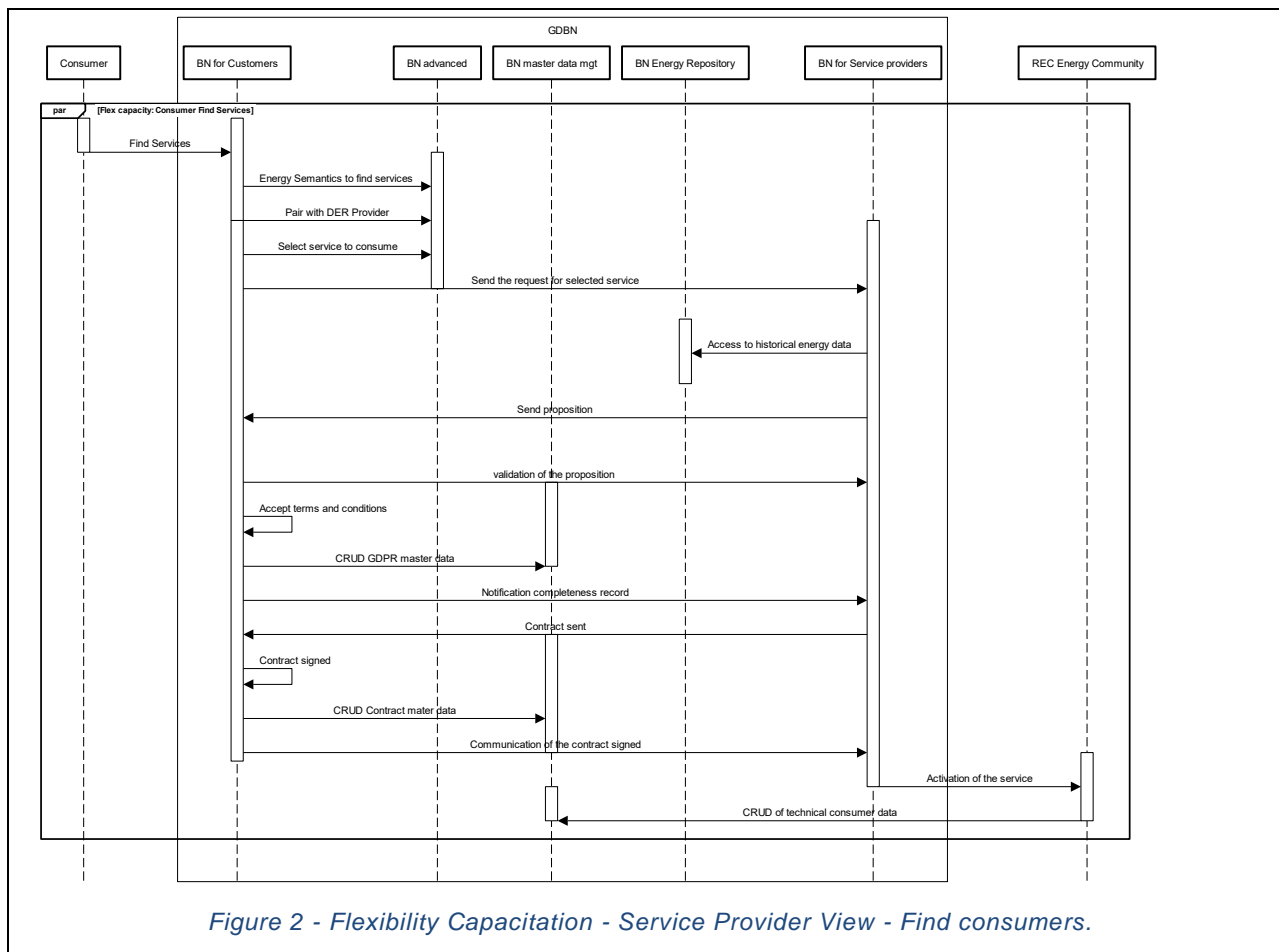 GDBN
Consumer
BN for Customers
BN advanced
BN master data mgt
BN Energy Repository
BN for Service providers
REC Energy Community
par
[Flex capacity: Consumer Find Services]
Find Services
Energy Semantics to find services
Pair with DER Provider
Select service to consume
Send the request for selected service
Access to historical energy data
Send proposition
validation of the proposition
Accept terms and conditions
CRUD GDPR master data
Notification completeness record
Contract sent
Contract signed
CRUD Contract mater data
Communication of the contract signed
Activation of the service
CRUD of technical consumer data
Figure 2 - Flexibility Capacitation - Service Provider View - Find consumers.